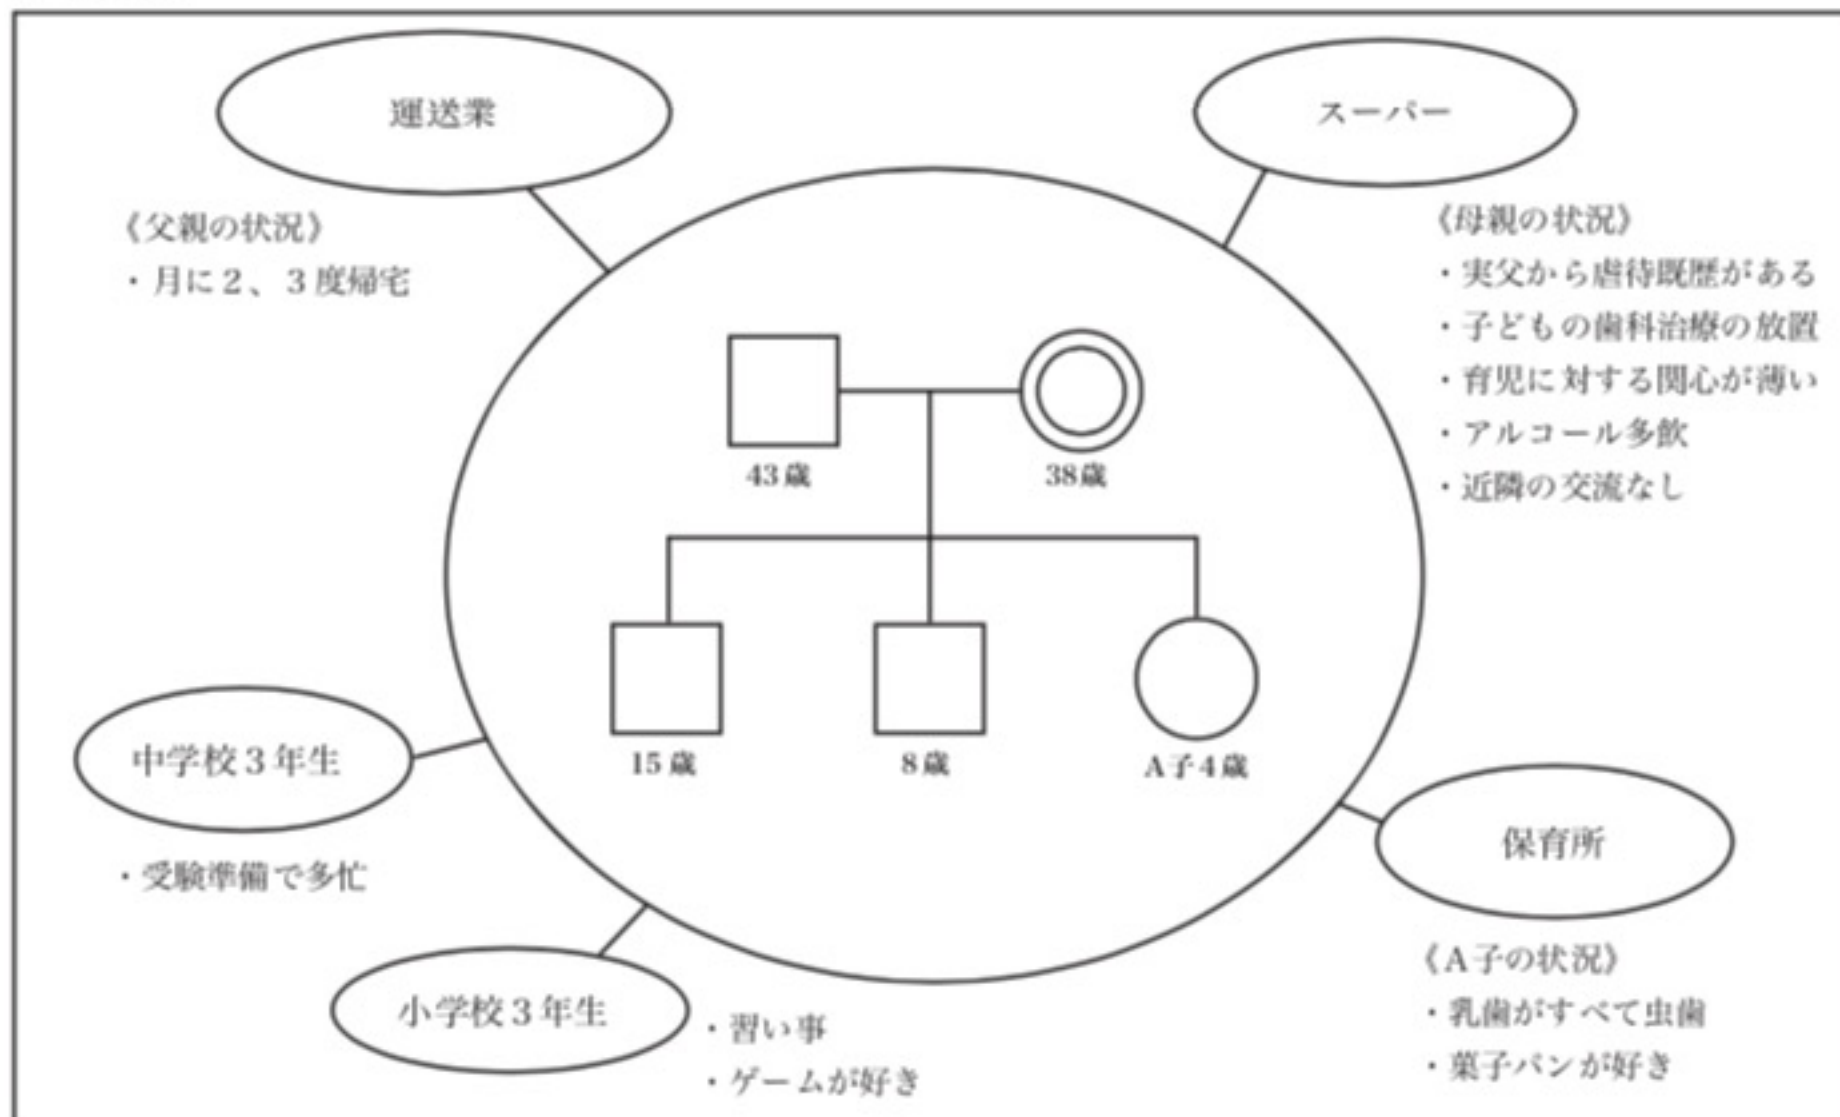 運送業
スーパー
《父親の状況》
・月に2、3度帰宅
《母親の状況》
・実父から虐待既歴がある
・子どもの歯科治療の放置
・育児に対する関心が薄い
・アルコール多飲
・近隣の交流なし
43歳
38歳
15歳
8歳
A子4歳
中学校3年生
・受験準備で多忙
小学校3年生
・習い事
・ゲームが好き
保育所
《A子の状況》
・乳歯がすべて虫歯
・菓子パンが好き